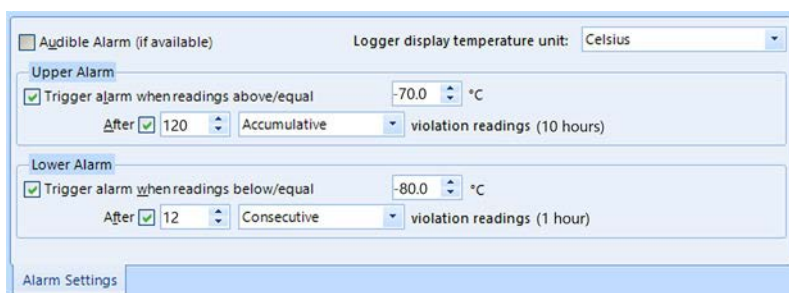 Audible Alarm (if available) Logger display temperature unit: Celsius
Upper Alarm
Trigger alarm when readings above/equal -70.0 °C
After 120 Accumulative violation readings (10 hours)
Lower Alarm
Trigger alarm when readings below/equal -80.0 °C
After 12 Consecutive violation readings (1 hour)
Alarm Settings